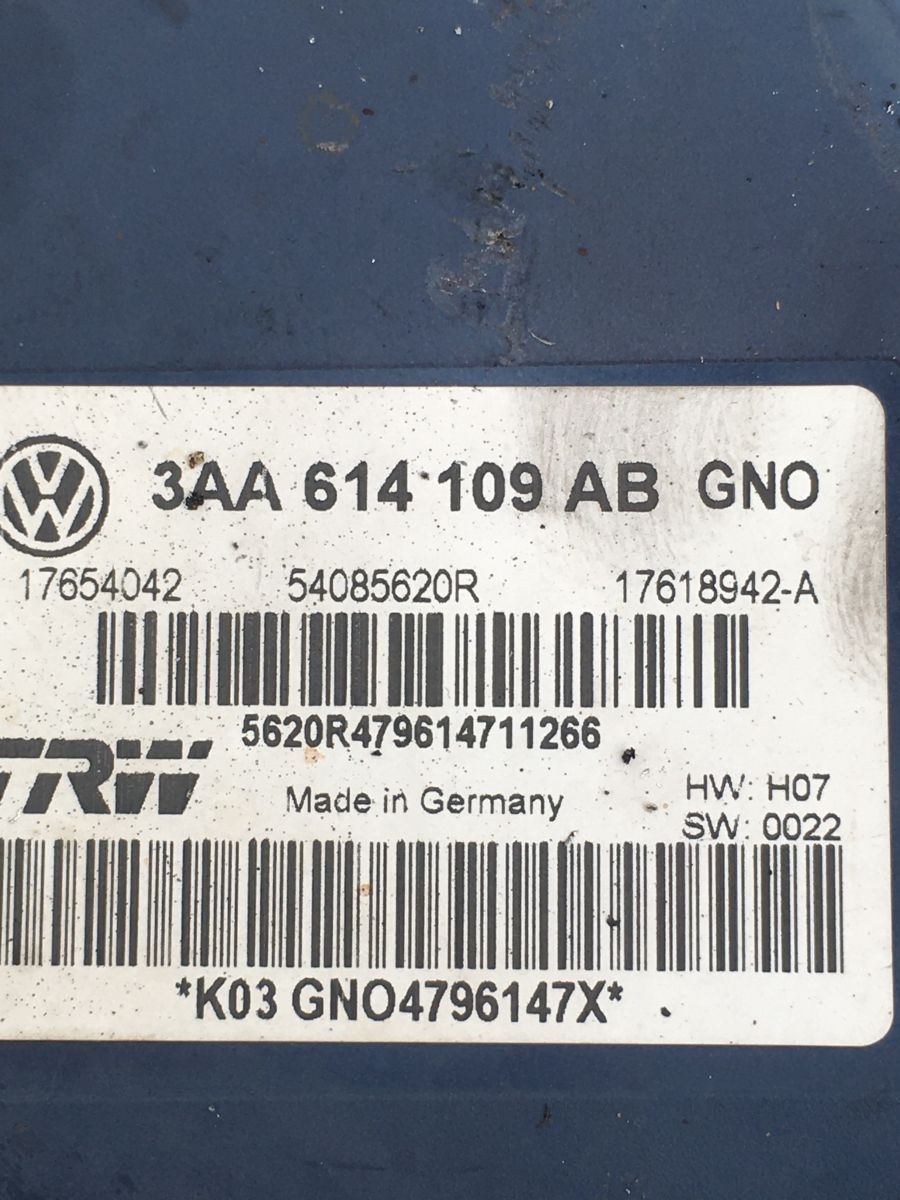 3AA 614 109 AB GNO
17654042 54085620R 17618942-A
5620R479614711266
TRW
Made in Germany
HW: H07
SW: 0022
*K03 GNO4796147X*